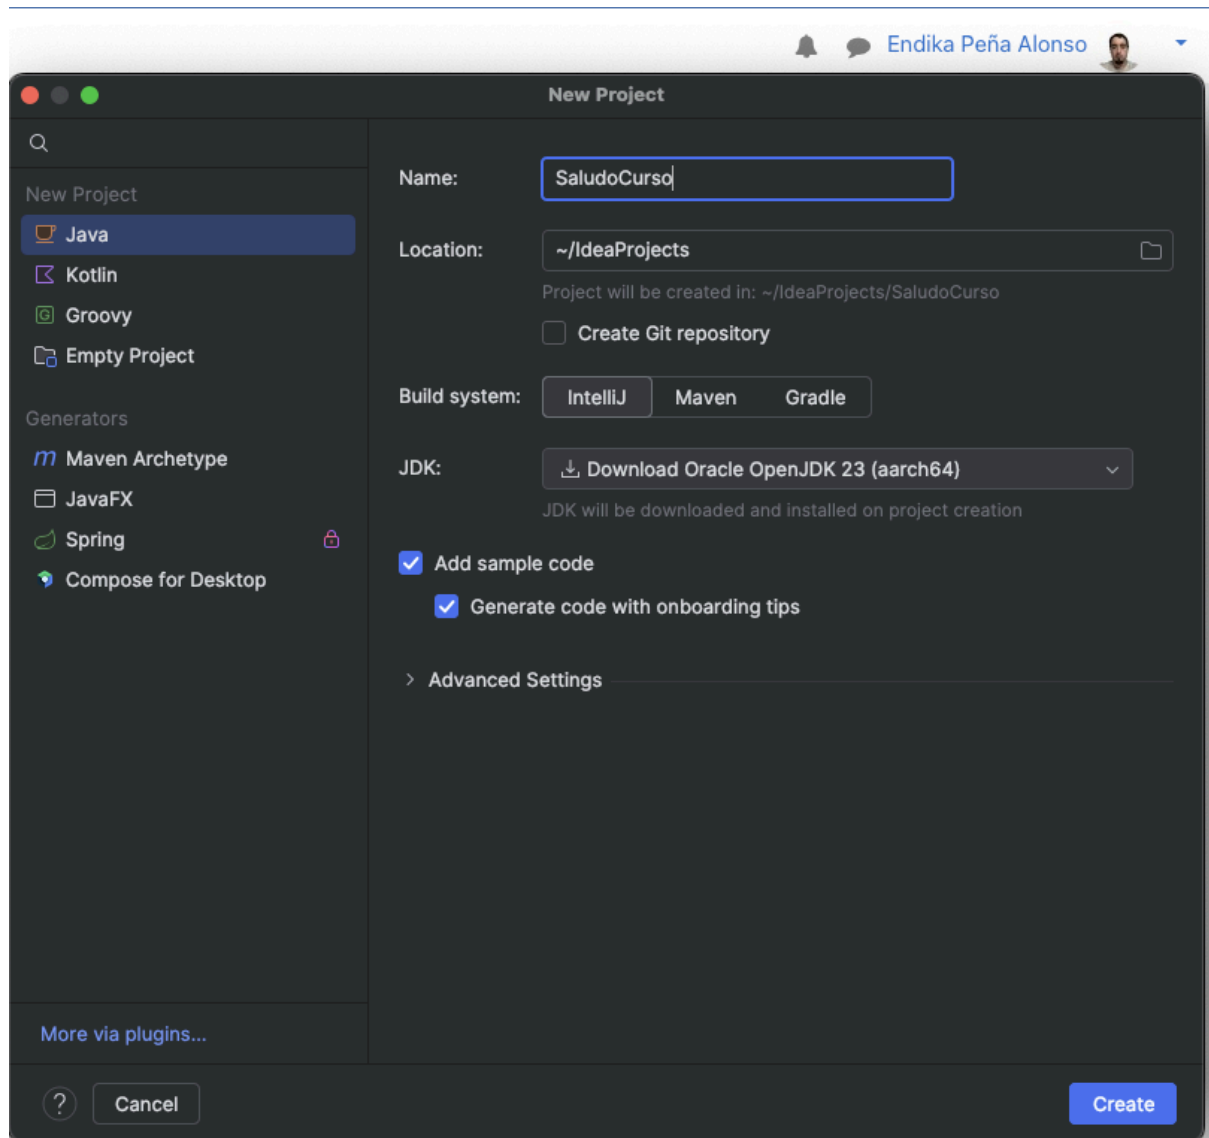 Endika Peña Alonso
New Project
New Project
Java
Kotlin
Groovy
Empty Project
Generators
Maven Archetype
JavaFX
Spring
Compose for Desktop
More via plugins...
Name: SaludoCurso
Location: ~/IdeaProjects
Project will be created in: ~/IdeaProjects/SaludoCurso
Create Git repository
Build system: IntelliJ Maven Gradle
JDK: Download Oracle OpenJDK 23 (aarch64)
JDK will be downloaded and installed on project creation
Add sample code
Generate code with onboarding tips
Advanced Settings
? Cancel Create